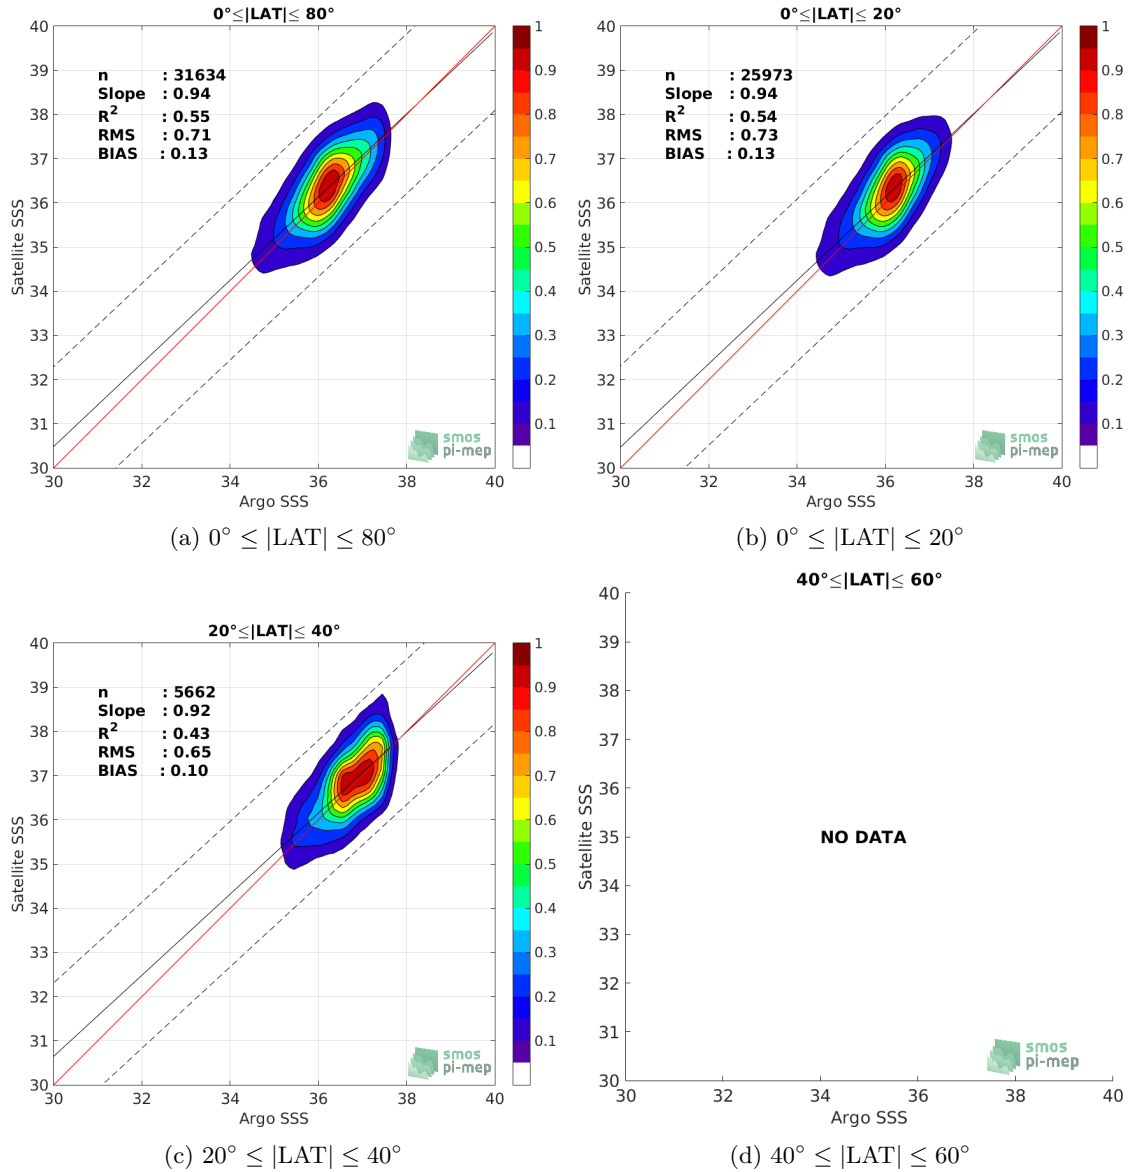 0°≤|LAT|≤ 80°
n : 31634
Slope : 0.94
R² : 0.55
RMS : 0.71
BIAS : 0.13
40
39
38
37
36
35
34
33
32
31
30
Satellite SSS
30 32 34 36 38 40
Argo SSS
1
0.9
0.8
0.7
0.6
0.5
0.4
0.3
0.2
0.1
smos
pi-mep
(a) 0° ≤ |LAT| ≤ 80°
0°≤|LAT|≤ 20°
n : 25973
Slope : 0.94
R² : 0.54
RMS : 0.73
BIAS : 0.13
40
39
38
37
36
35
34
33
32
31
30
Satellite SSS
30 32 34 36 38 40
Argo SSS
1
0.9
0.8
0.7
0.6
0.5
0.4
0.3
0.2
0.1
smos
pi-mep
(b) 0° ≤ |LAT| ≤ 20°
20°≤|LAT|≤ 40°
n : 5662
Slope : 0.92
R² : 0.43
RMS : 0.65
BIAS : 0.10
40
39
38
37
36
35
34
33
32
31
30
Satellite SSS
30 32 34 36 38 40
Argo SSS
1
0.9
0.8
0.7
0.6
0.5
0.4
0.3
0.2
0.1
smos
pi-mep
(c) 20° ≤ |LAT| ≤ 40°
40°≤|LAT|≤ 60°
40
39
38
37
36
35
34
33
32
31
30
Satellite SSS
NO DATA
30 32 34 36 38 40
Argo SSS
smos
pi-mep
(d) 40° ≤ |LAT| ≤ 60°